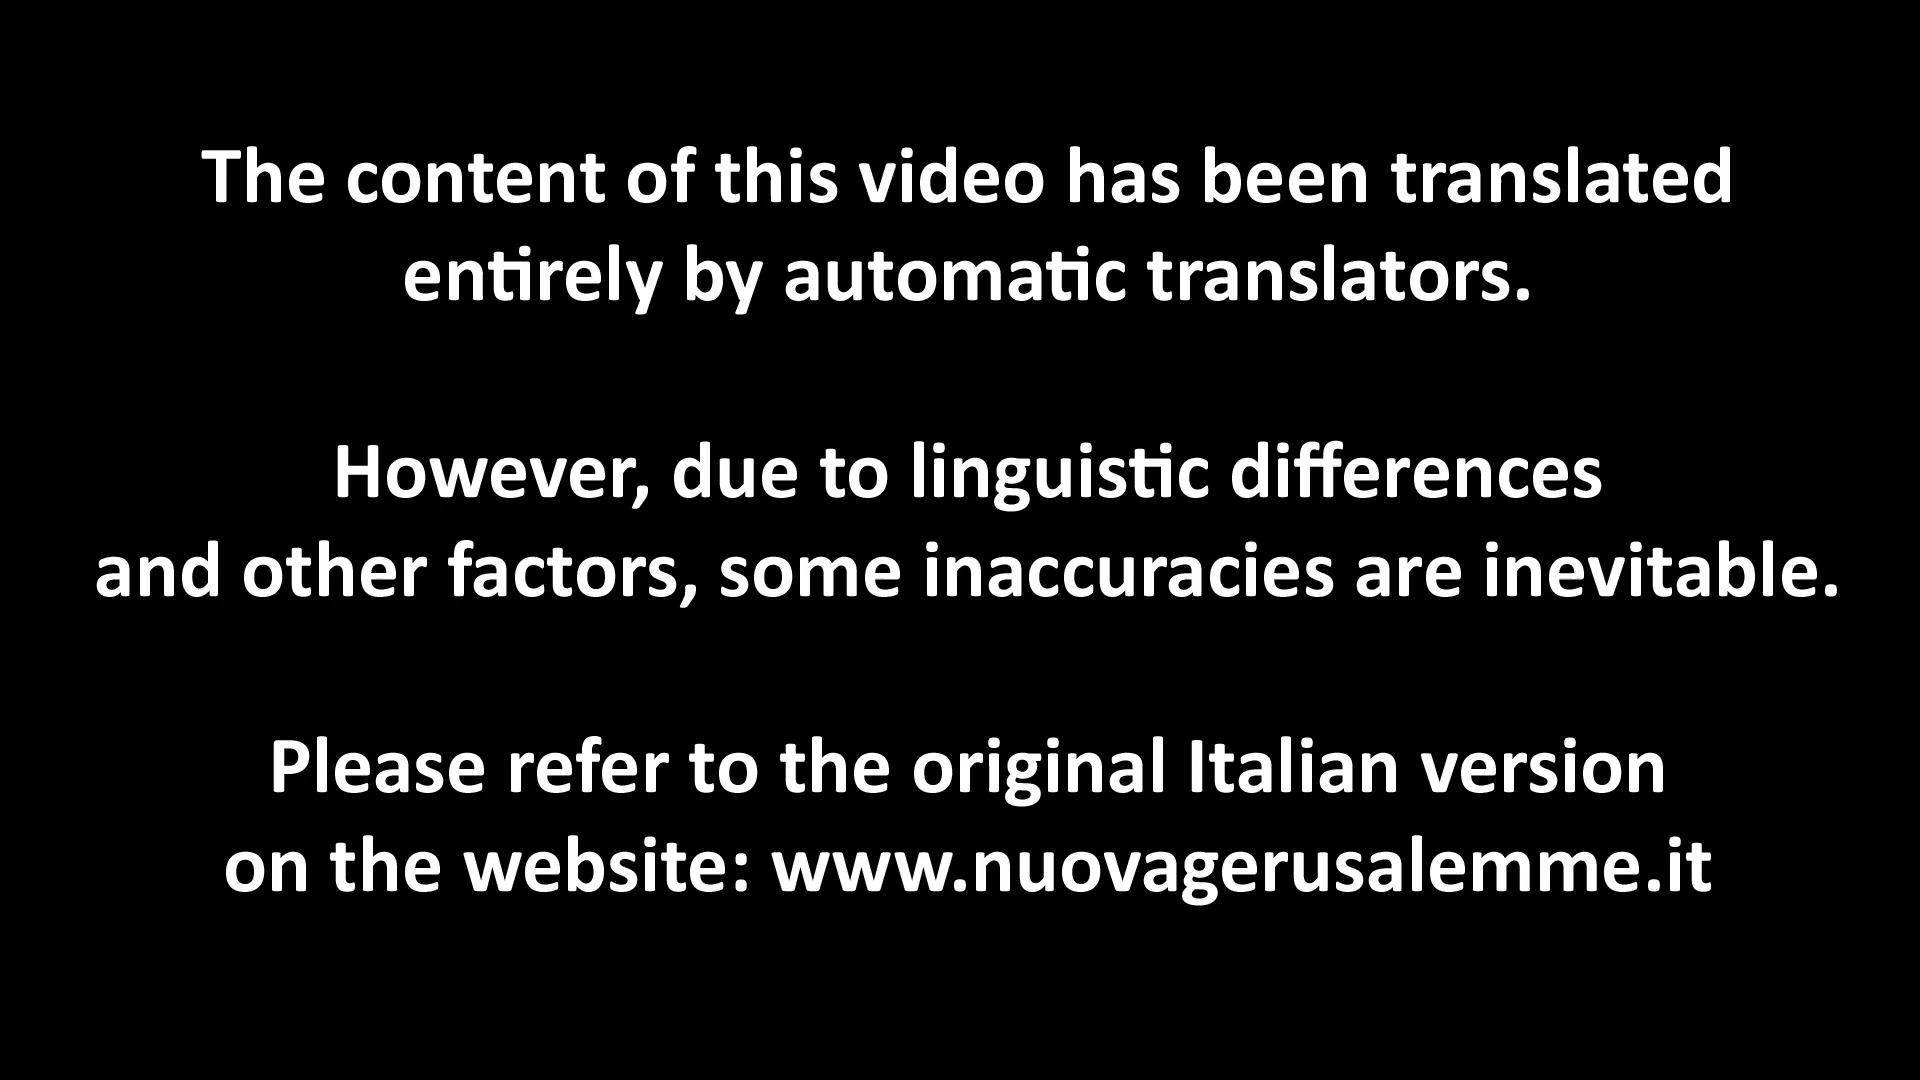 The content of this video has been translated
entirely by automatic translators.
However, due to linguistic differences
and other factors, some inaccuracies are inevitable.
Please refer to the original Italian version
on the website: www.nuovagerusalemme.it